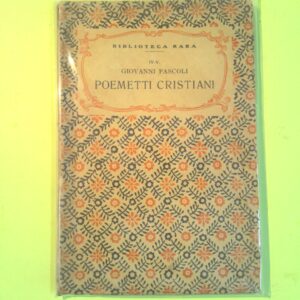 BIBLIOTECA RARA
IV-V.
GIOVANNI PASCOLI
POEMETTI CRISTIANI